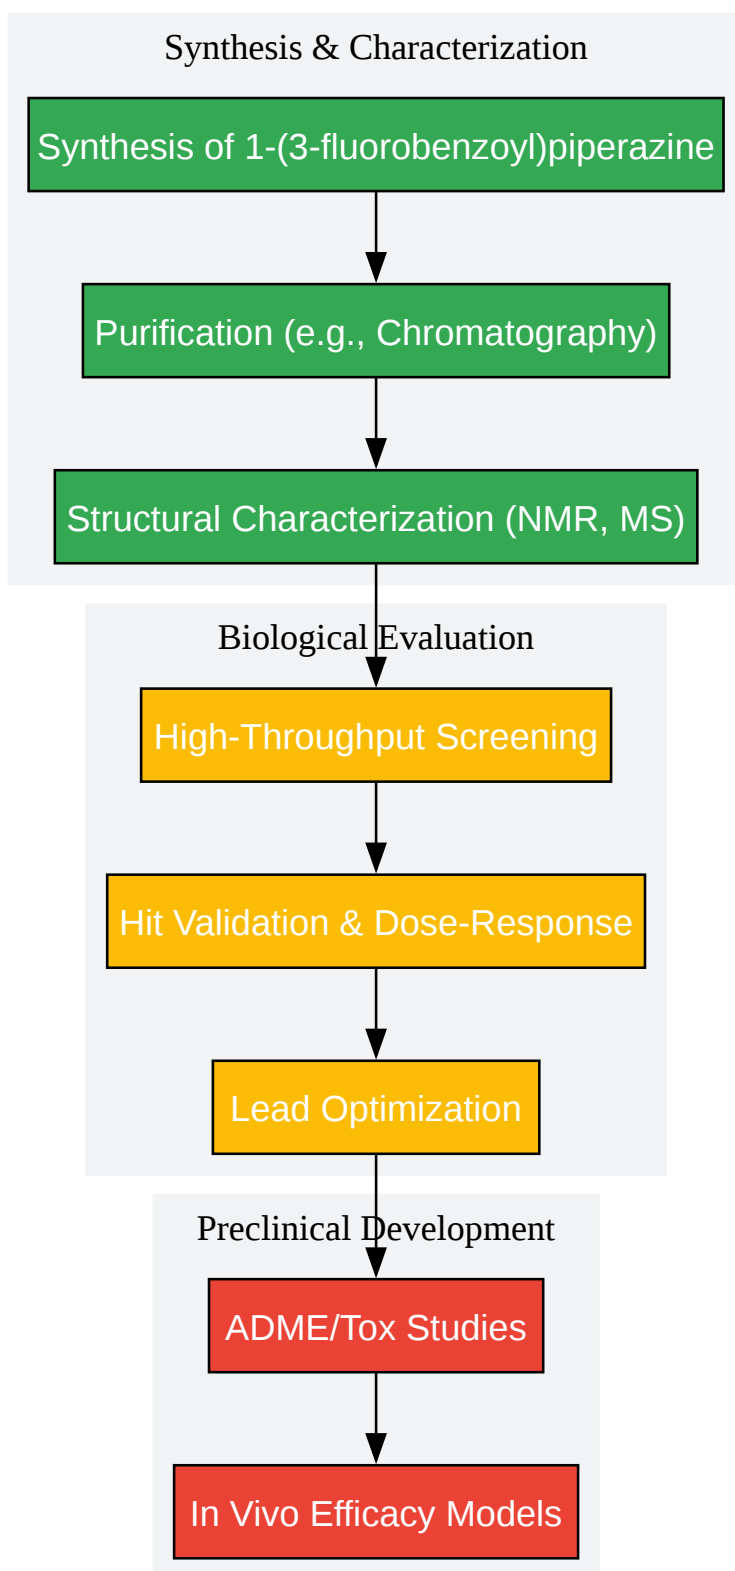 Synthesis & Characterization
Synthesis of 1-(3-fluorobenzoyl)piperazine
Purification (e.g., Chromatography)
Structural Characterization (NMR, MS)
Biological Evaluation
High-Throughput Screening
Hit Validation & Dose-Response
Lead Optimization
Preclinical Development
ADME/Tox Studies
In Vivo Efficacy Models